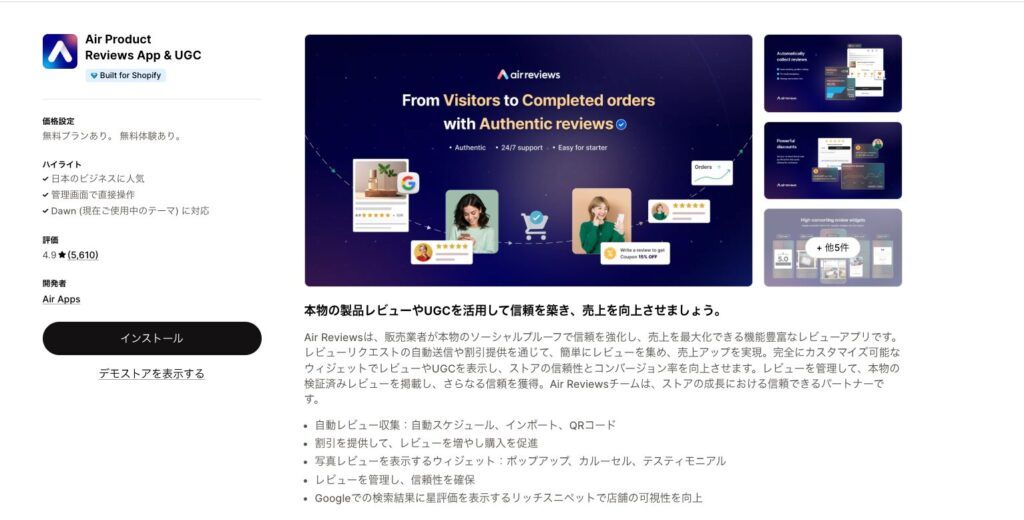 Air Product
Reviews App & UGC
Built for Shopify
価格設定
無料プランあり。 無料体験あり。
ハイライト
日本のビジネスに人気
管理画面で直接操作
Dawn (現在ご使用中のテーマ) に対応
評価
4.9★(5,610)
開発者
Air Apps
インストール
デモストアを表示する
airreviews
From Visitors to Completed orders
with Authentic reviews
• Authentic • 24/7 support • Easy for starter
Orders
Write a review to get
Coupon 15% OFF
Automatically
collect reviews
airreviews
Powerful
discounts
airreviews
High converting review widgets
5.0
+ 他5件
本物の製品レビューやUGCを活用して信頼を築き、売上を向上させましょう。
Air Reviewsは、販売業者が本物のソーシャルプルーフで信頼を強化し、売上を最大化できる機能豊富なレビューアプリです。
レビューリクエストの自動送信や割引提供を通じて、簡単にレビューを集め、売上アップを実現。完全にカスタマイズ可能な
ウィジェットでレビューやUGCを表示し、ストアの信頼性とコンバージョン率を向上させます。レビューを管理して、本物の
検証済みレビューを掲載し、さらなる信頼を獲得。Air Reviewsチームは、ストアの成長における信頼できるパートナーで
す。
• 自動レビュー収集：自動スケジュール、インポート、QRコード
• 割引を提供して、レビューを増やし購入を促進
• 写真レビューを表示するウィジェット：ポップアップ、カルーセル、テスティモニアル
• レビューを管理し、信頼性を確保
• Googleでの検索結果に星評価を表示するリッチスニペットで店舗の可視性を向上